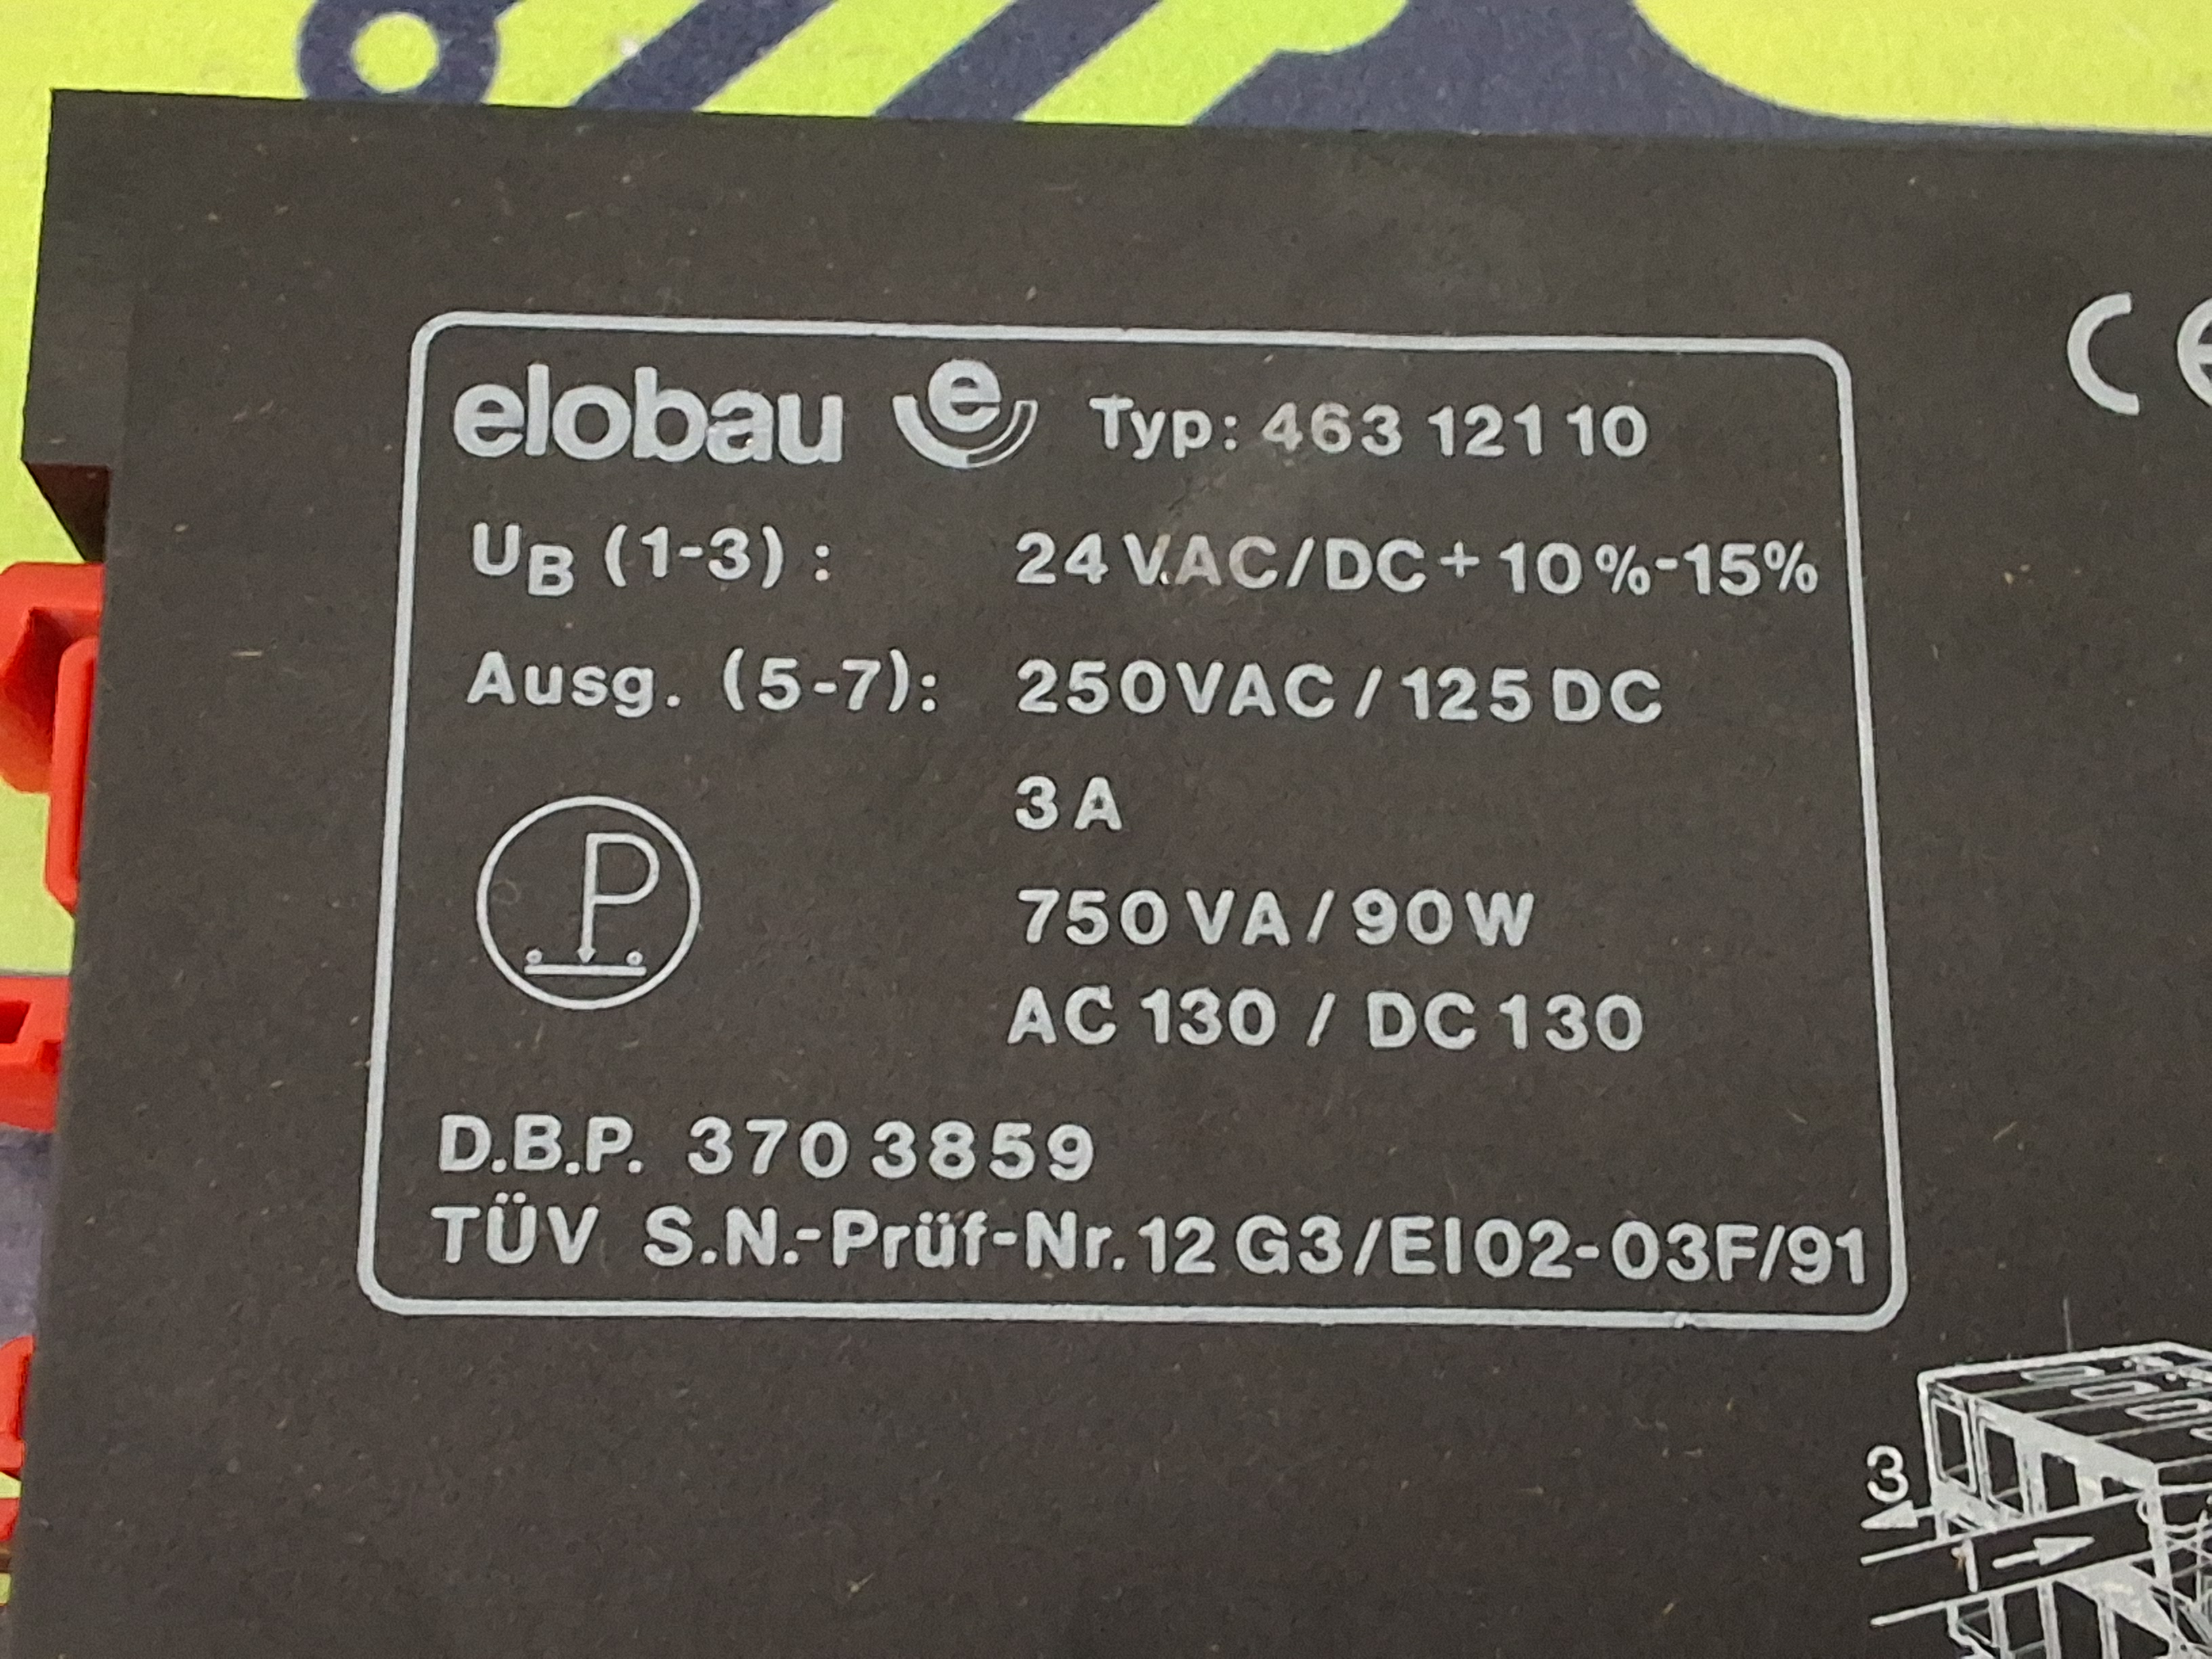 elobau e Typ: 463 121 10
UB (1-3) : 24 VAC/DC + 10 %-15%
Ausg. (5-7): 250VAC / 125 DC
3 A
P
750 VA / 90 W
AC 130 / DC 130
D.B.P. 370 3859
TÜV S.N.-Prüf-Nr. 12 G3/EI02-03F/91
CE
3
1